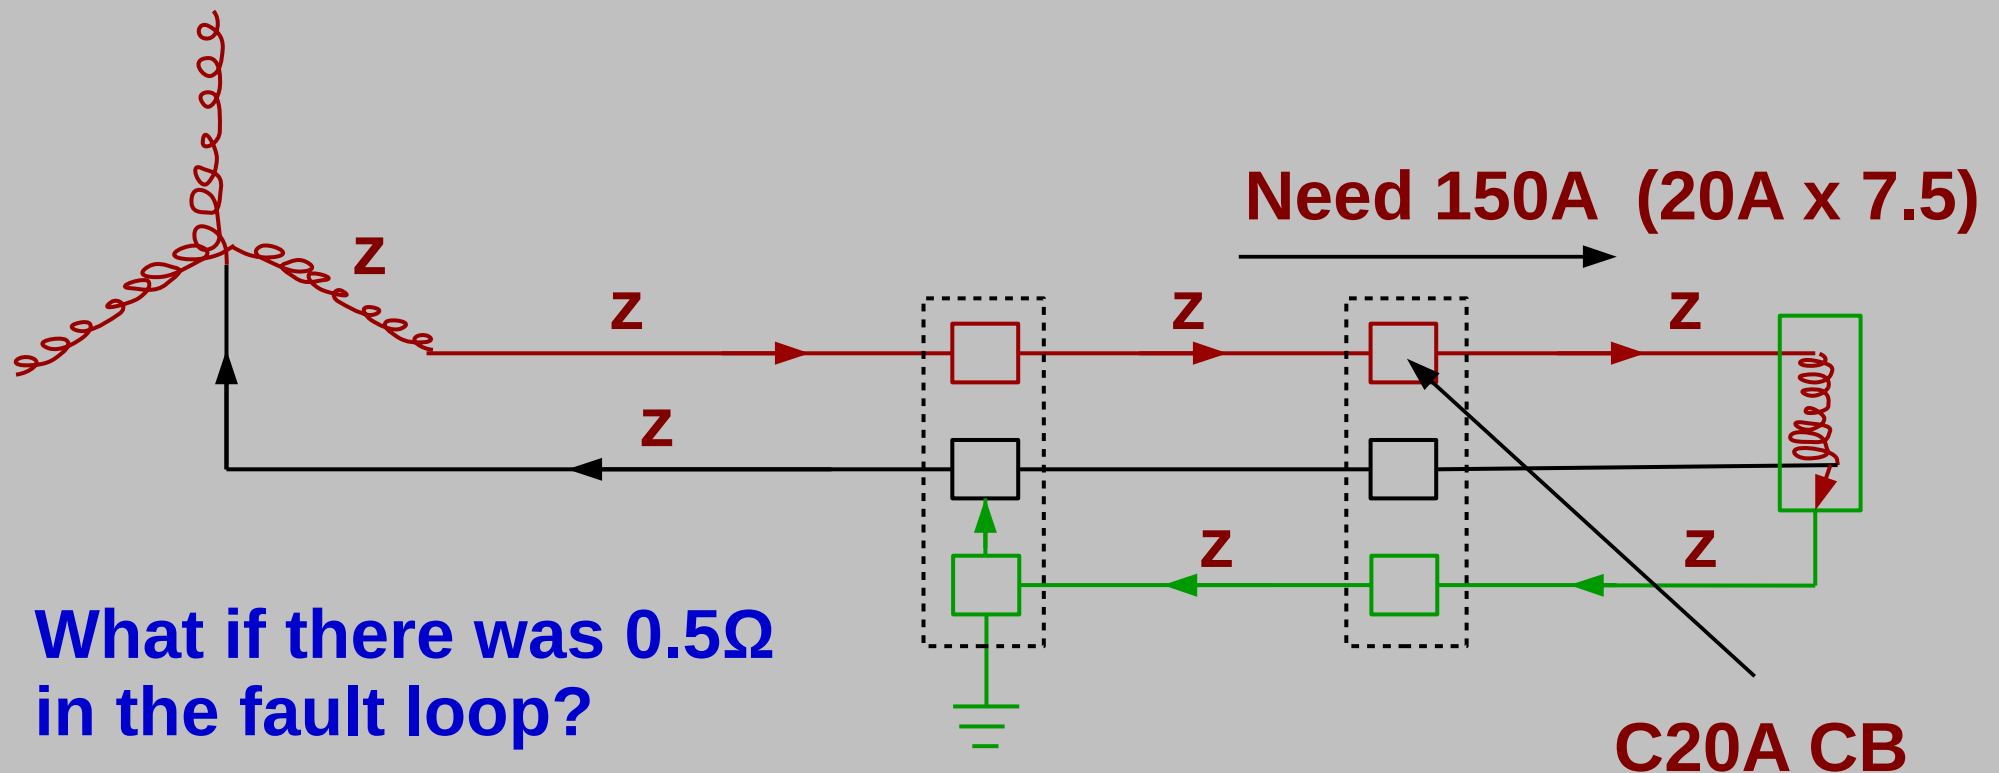 Need 150A (20A x 7.5)
z
z
z
z
z
z
z
What if there was 0.5Ω
in the fault loop?
C20A CB